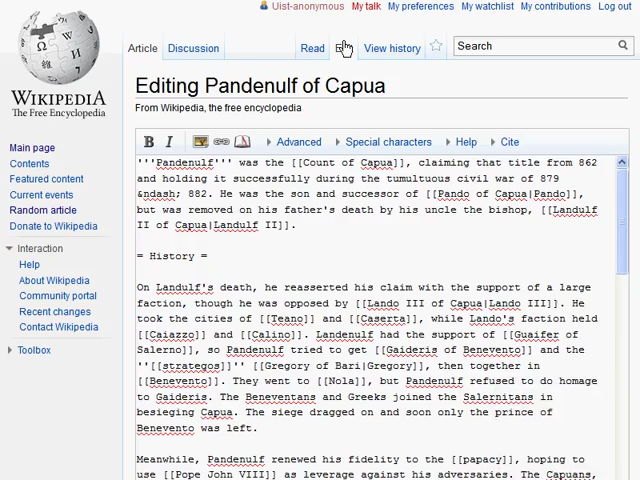 Uist-anonymous My talk My preferences My watchlist My contributions Log out
Article Discussion Read View history Search
WIKIPEDIA
The Free Encyclopedia
Editing Pandenulf of Capua
From Wikipedia, the free encyclopedia
Main page
Contents
Featured content
Current events
Random article
Donate to Wikipedia
Interaction
Help
About Wikipedia
Community portal
Recent changes
Contact Wikipedia
Toolbox
B I Advanced Special characters Help Cite
'''Pandenulf''' was the [[Count of Capua]], claiming that title from 862
and holding it successfully during the tumultuous civil war of 879
&ndash; 882. He was the son and successor of [[Pando of Capua|Pando]],
but was removed on his father's death by his uncle the bishop, [[Landulf
II of Capua|Landulf II]].
= History =
On Landulf's death, he reasserted his claim with the support of a large
faction, though he was opposed by [[Lando III of Capua|Lando III]]. He
took the cities of [[Teano]] and [[Caserta]], while Lando's faction held
[[Caiazzo]] and [[Calino]]. Landenulf had the support of [[Guaifer of
Salerno]], so Pandenulf tried to get [[Gaideris of Benevento]] and the
''[[strategos]]'' [[Gregory of Bari|Gregory]], then together in
[[Benevento]]. They went to [[Nola]], but Pandenulf refused to do homage
to Gaideris. The Beneventans and Greeks joined the Salernitans in
besieging Capua. The siege dragged on and soon only the prince of
Benevento was left.
Meanwhile, Pandenulf renewed his fidelity to the [[papacy]], hoping to
use [[Pope John VIII]] as leverage against his adversaries. The Capuans,